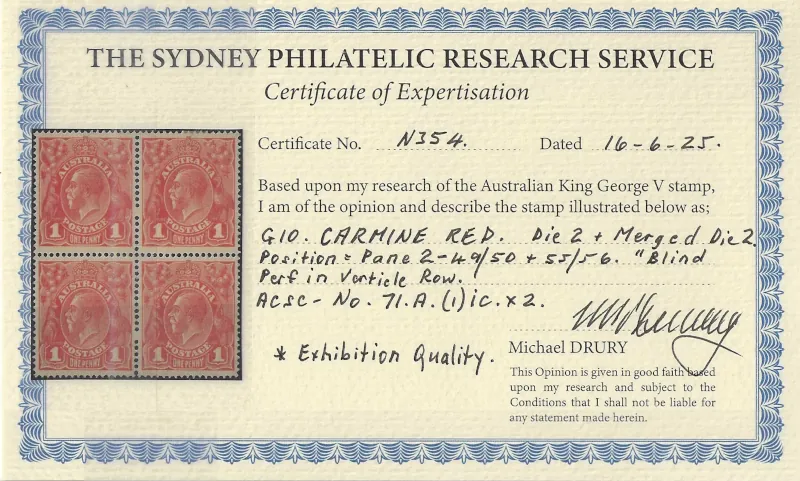 THE SYDNEY PHILATELIC RESEARCH SERVICE
Certificate of Expertisation
Certificate No. N354. Dated 16-6-25.
Based upon my research of the Australian King George V stamp,
I am of the opinion and describe the stamp illustrated below as;
G10. CARMINE RED. Die 2 + Merged Die 2.
Position = Pane 2-49/50 + 55/56. "Blind
Perf in Verticle Row.
ACSC- No. 71.A.(1)ic. x 2.
* Exhibition Quality.
Michael DRURY
This Opinion is given in good faith based
upon my research and subject to the
Conditions that I shall not be liable for
any statement made herein.
AUSTRALIA AUSTRALIA
POSTAGE POSTAGE
1 ONE PENNY 1 1 ONE PENNY 1
AUSTRALIA AUSTRALIA
POSTAGE POSTAGE
1 ONE PENNY 1 1 ONE PENNY 1